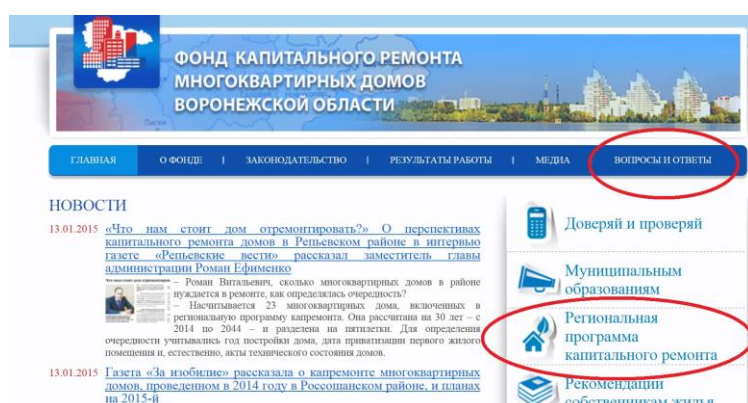 ФОНД КАПИТАЛЬНОГО РЕМОНТА
МНОГОКВАРТИРНЫХ ДОМОВ
ВОРОНЕЖСКОЙ ОБЛАСТИ
ГЛАВНАЯ О ФОНДЕ | ЗАКОНОДАТЕЛЬСТВО | РЕЗУЛЬТАТЫ РАБОТЫ | МЕДИА ВОПРОСЫ И ОТВЕТЫ
НОВОСТИ
13.01.2015 «Что нам стоит дом отремонтировать?» О перспективах
капитального ремонта домов в Репьевском районе в интервью
газете «Репьевские вести» рассказал заместитель главы
администрации Роман Ефименко
– Роман Витальевич, сколько многоквартирных домов в районе
нуждается в ремонте, как определялась очередность?
– Насчитывается 23 многоквартирных дома, включенных в
региональную программу капремонта. Она рассчитана на 30 лет – с
2014 по 2044 – и разделена на пятилетки. Для определения
очередности учитывались год постройки дома, дата приватизации первого жилого
помещения и, естественно, акты технического состояния домов.
13.01.2015 Газета «За изобилие» рассказала о капремонте многоквартирных
домов, проведенном в 2014 году в Россошанском районе, и планах
на 2015-й
Доверяй и проверяй
Муниципальным
образованиям
Региональная
программа
капитального ремонта
Рекомендации
собственникам жилья